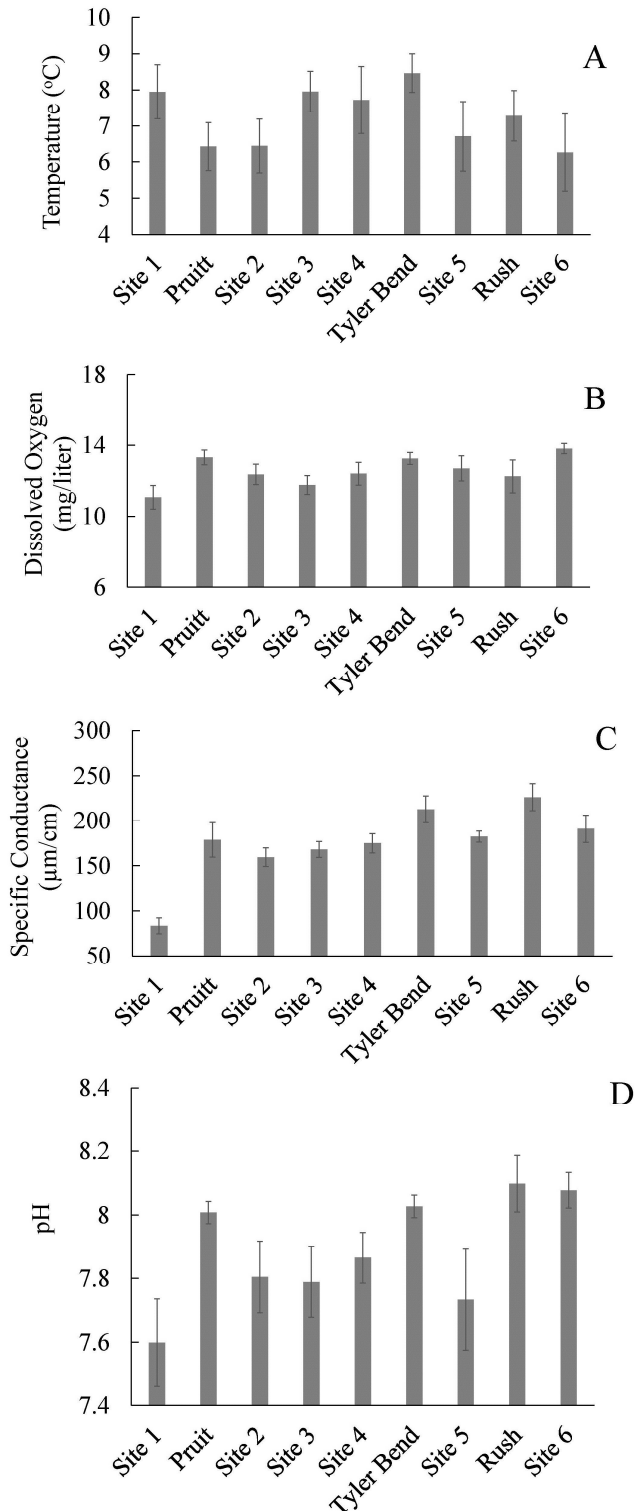 A
Temperature (°C)
10
9
8
7
6
5
4
Site 1
Pruitt
Site 2
Site 3
Site 4
Tyler Bend
Site 5
Rush
Site 6
B
Dissolved Oxygen
(mg/liter)
18
14
10
6
Site 1
Pruitt
Site 2
Site 3
Site 4
Tyler Bend
Site 5
Rush
Site 6
C
Specific Conductance
(μm/cm)
300
250
200
150
100
50
Site 1
Pruitt
Site 2
Site 3
Site 4
Tyler Bend
Site 5
Rush
Site 6
D
pH
8.4
8.2
8
7.8
7.6
7.4
Site 1
Pruit
Site 2
Site 3
Site 4
Tyler Bend
Site 5
Rush
Site 6